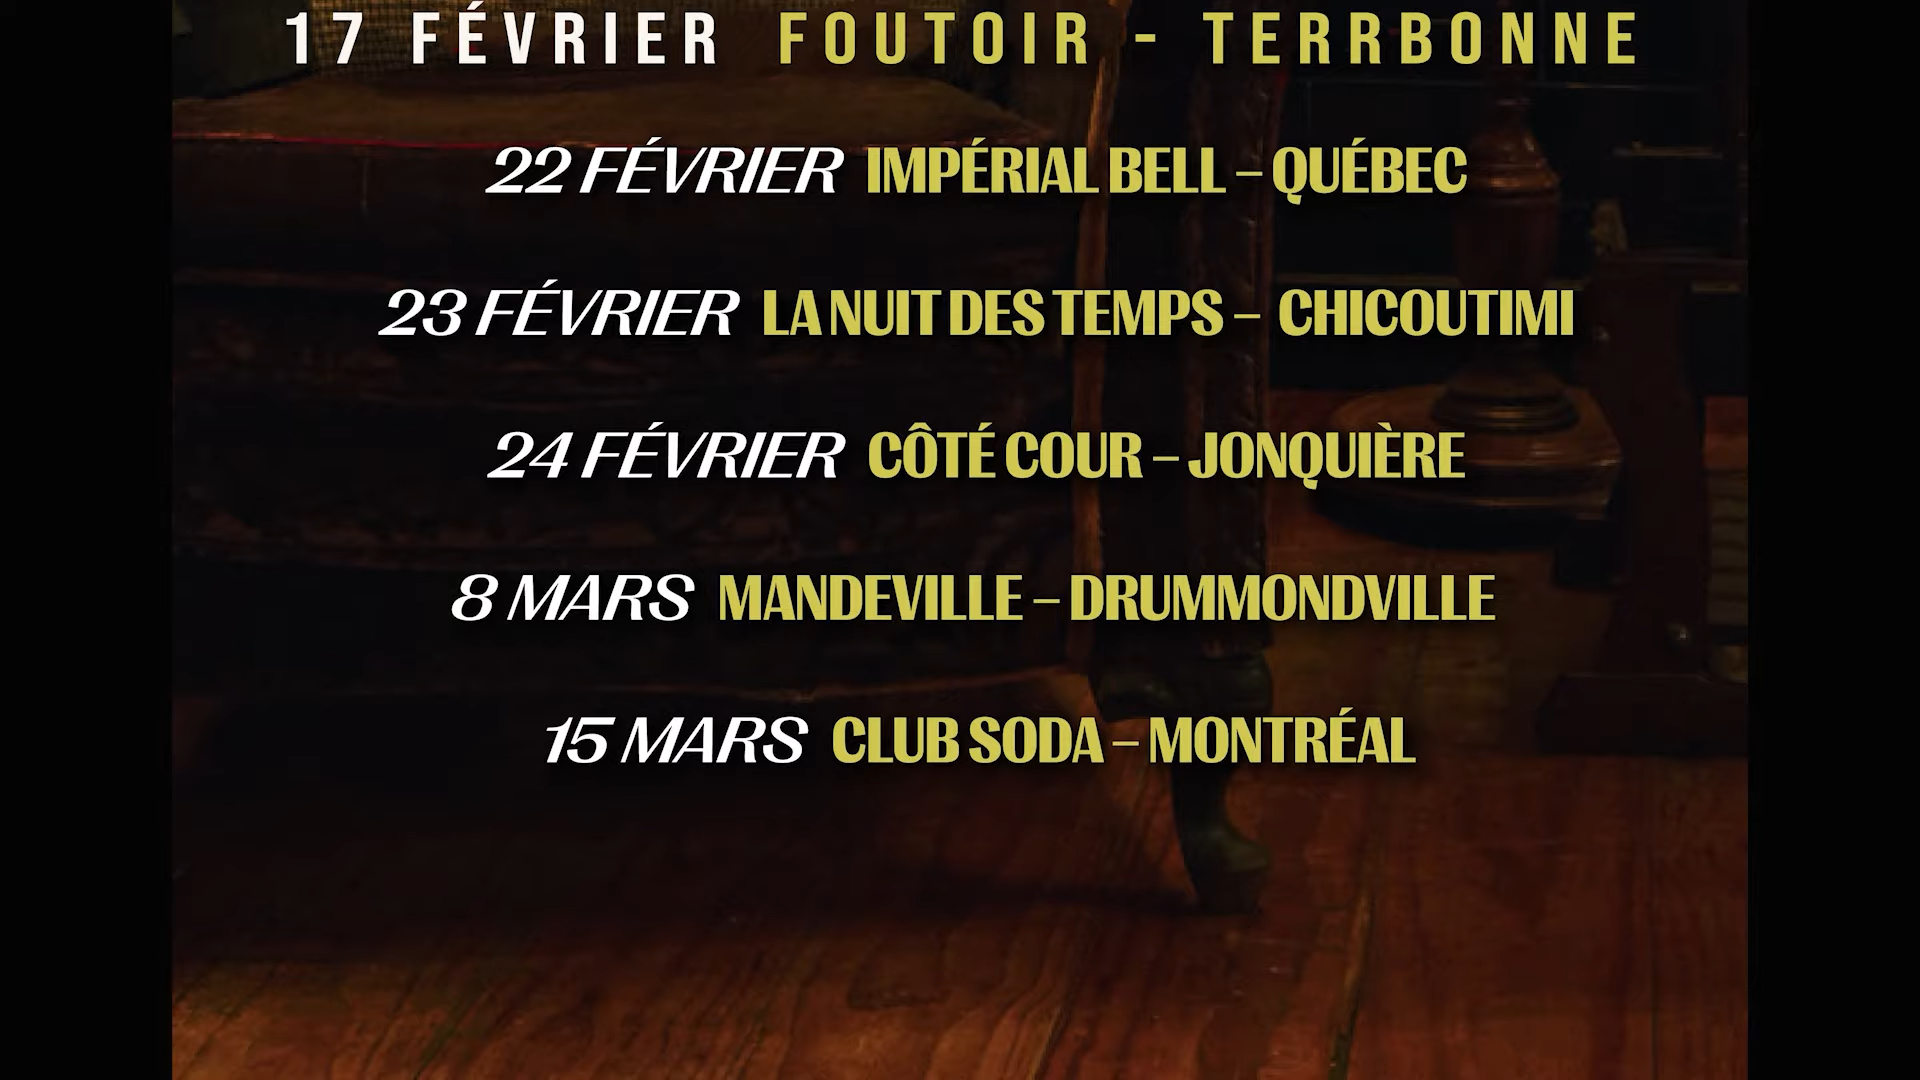 17 FÉVRIER FOUTOIR - TERRBONNE
22 FÉVRIER IMPÉRIAL BELL – QUÉBEC
23 FÉVRIER LA NUIT DES TEMPS – CHICOUTIMI
24 FÉVRIER CÔTÉ COUR – JONQUIÈRE
8 MARS MANDEVILLE – DRUMMONDVILLE
15 MARS CLUB SODA – MONTRÉAL